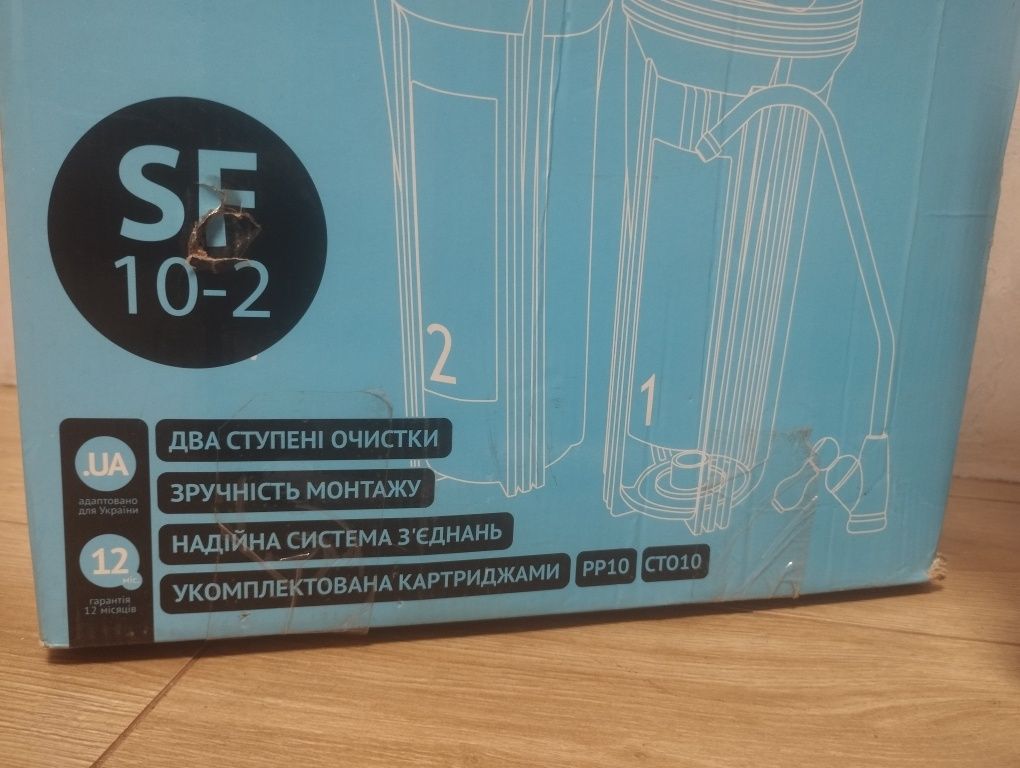 SF
10-2
2
1
.UA
адаптовано
для України
12
міс.
гарантія
12 місяців
ДВА СТУПЕНІ ОЧИСТКИ
ЗРУЧНІСТЬ МОНТАЖУ
НАДІЙНА СИСТЕМА З'ЄДНАНЬ
УКОМПЛЕКТОВАНА КАРТРИДЖАМИ PP10 CTO10